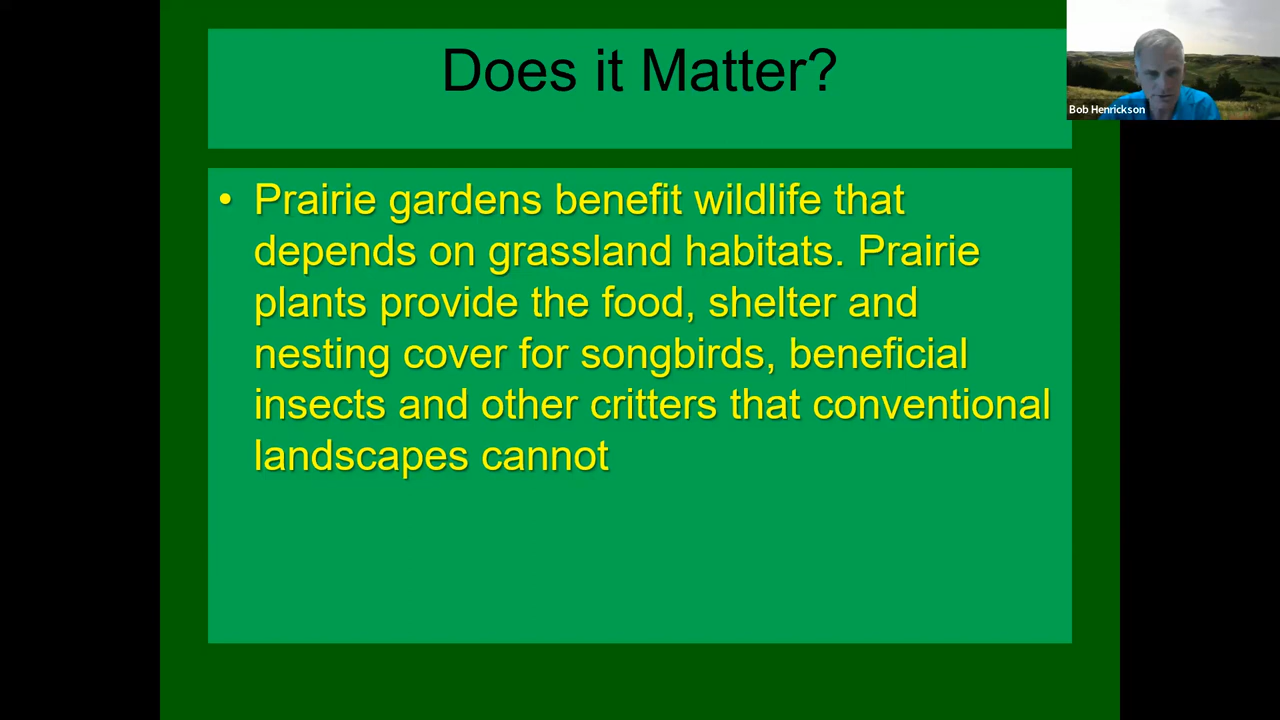 Does it Matter?
Bob Henrickson
• Prairie gardens benefit wildlife that
depends on grassland habitats. Prairie
plants provide the food, shelter and
nesting cover for songbirds, beneficial
insects and other critters that conventional
landscapes cannot